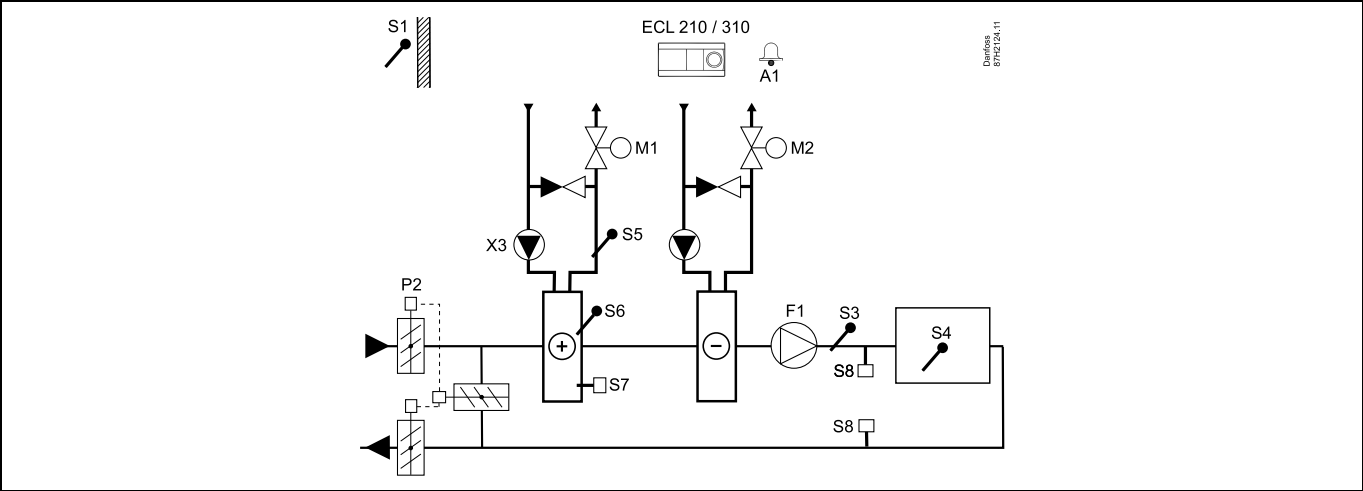 S1
ECL 210 / 310
A1
Danfoss
87H2124.11
M1
M2
X3
S5
P2
S6
F1
S3
S4
S8
S7
S8